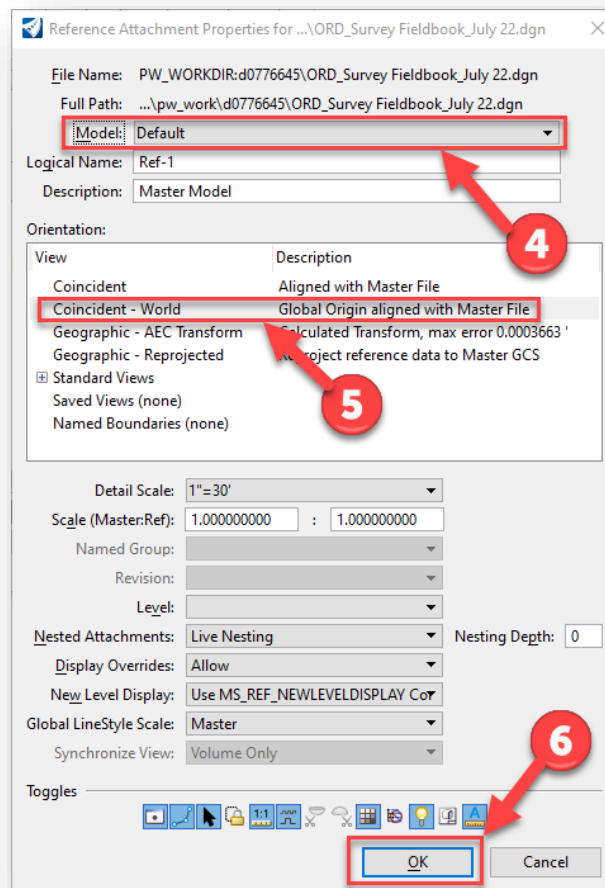 Reference Attachment Properties for ...\ORD_Survey Fieldbook_July 22.dgn
File Name: PW_WORKDIR:d0776645\ORD_Survey Fieldbook_July 22.dgn
Full Path: ...\pw_work\d0776645\ORD_Survey Fieldbook_July 22.dgn
Model: Default
4
Logical Name: Ref-1
Description: Master Model
Orientation:
View Description
Coincident Aligned with Master File
Coincident - World Global Origin aligned with Master File
Geographic - AEC Transform Calculated Transform, max error 0.0003663 '
Geographic - Reprojected Reproject reference data to Master GCS
Standard Views
5
Saved Views (none)
Named Boundaries (none)
Detail Scale: 1"=30'
Scale (Master:Ref): 1.000000000 : 1.000000000
Named Group:
Revision:
Level:
Nested Attachments: Live Nesting Nesting Depth: 0
Display Overrides: Allow
New Level Display: Use MS_REF_NEWLEVELDISPLAY Co
Global LineStyle Scale: Master
6
Synchronize View: Volume Only
Toggles
1:1 A
OK Cancel